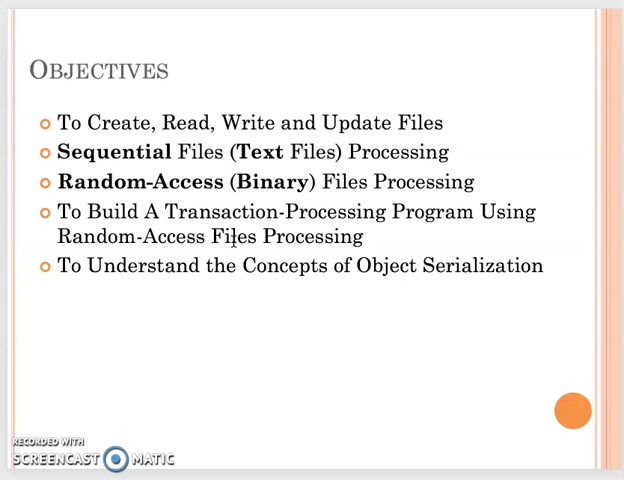 OBJECTIVES
To Create, Read, Write and Update Files
Sequential Files (Text Files) Processing
Random-Access (Binary) Files Processing
To Build A Transaction-Processing Program Using
Random-Access Files Processing
To Understand the Concepts of Object Serialization
RECORDED WITH
SCREENCAST MATIC